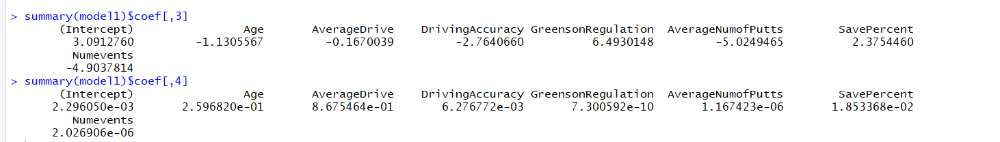 > summary(model1)$coef[,3]
(Intercept) Age AverageDrive DrivingAccuracy GreensonRegulation AverageNumofPutts SavePercent
3.0912760 -1.1305567 -0.1670039 -2.7640660 6.4930148 -5.0249465 2.3754460
Numevents
-4.9037814
> summary(model1)$coef[,4]
(Intercept) Age AverageDrive DrivingAccuracy GreensonRegulation AverageNumofPutts SavePercent
2.296050e-03 2.596820e-01 8.675464e-01 6.276772e-03 7.300592e-10 1.167423e-06 1.853368e-02
Numevents
2.026906e-06